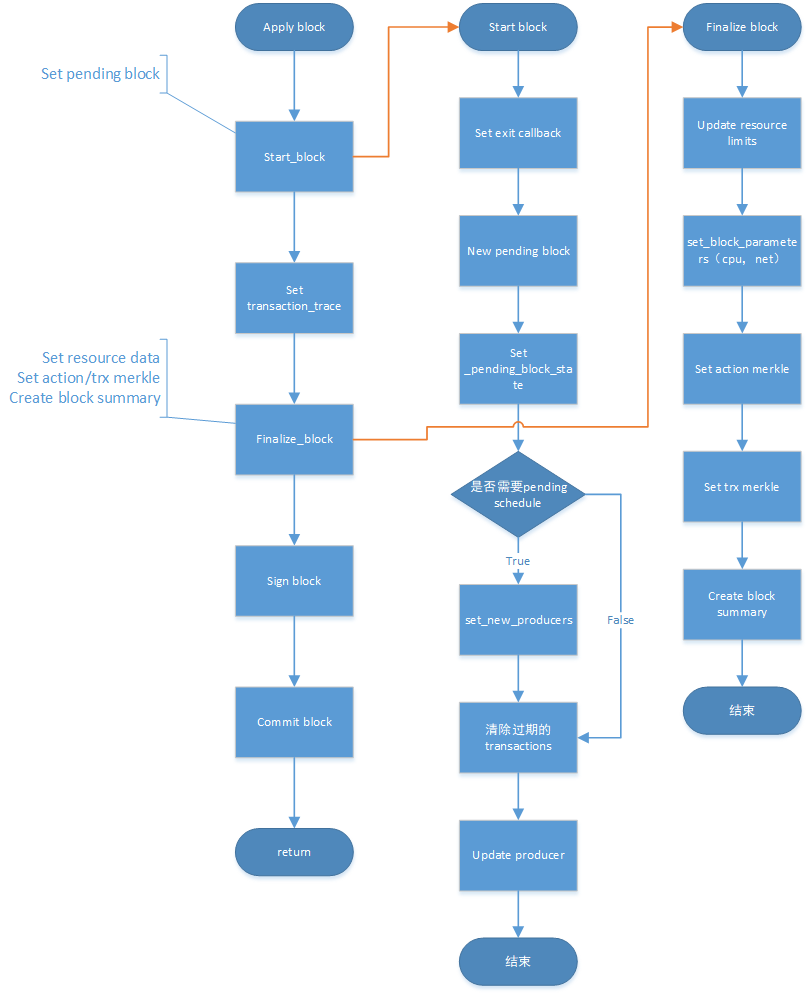 Apply block
Set pending block
Start_block
Set
transaction_trace
Set resource data
Set action/trx merkle
Create block summary
Finalize_block
Sign block
Commit block
return
Start block
Set exit callback
New pending block
Set
_pending_block_sta
te
是否需要pending
schedule
True
False
set_new_producers
清除过期的
transactions
Update producer
结束
Finalize block
Update resource
limits
set_block_paramete
rs（cpu，net）
Set action merkle
Set trx merkle
Create block
summary
结束